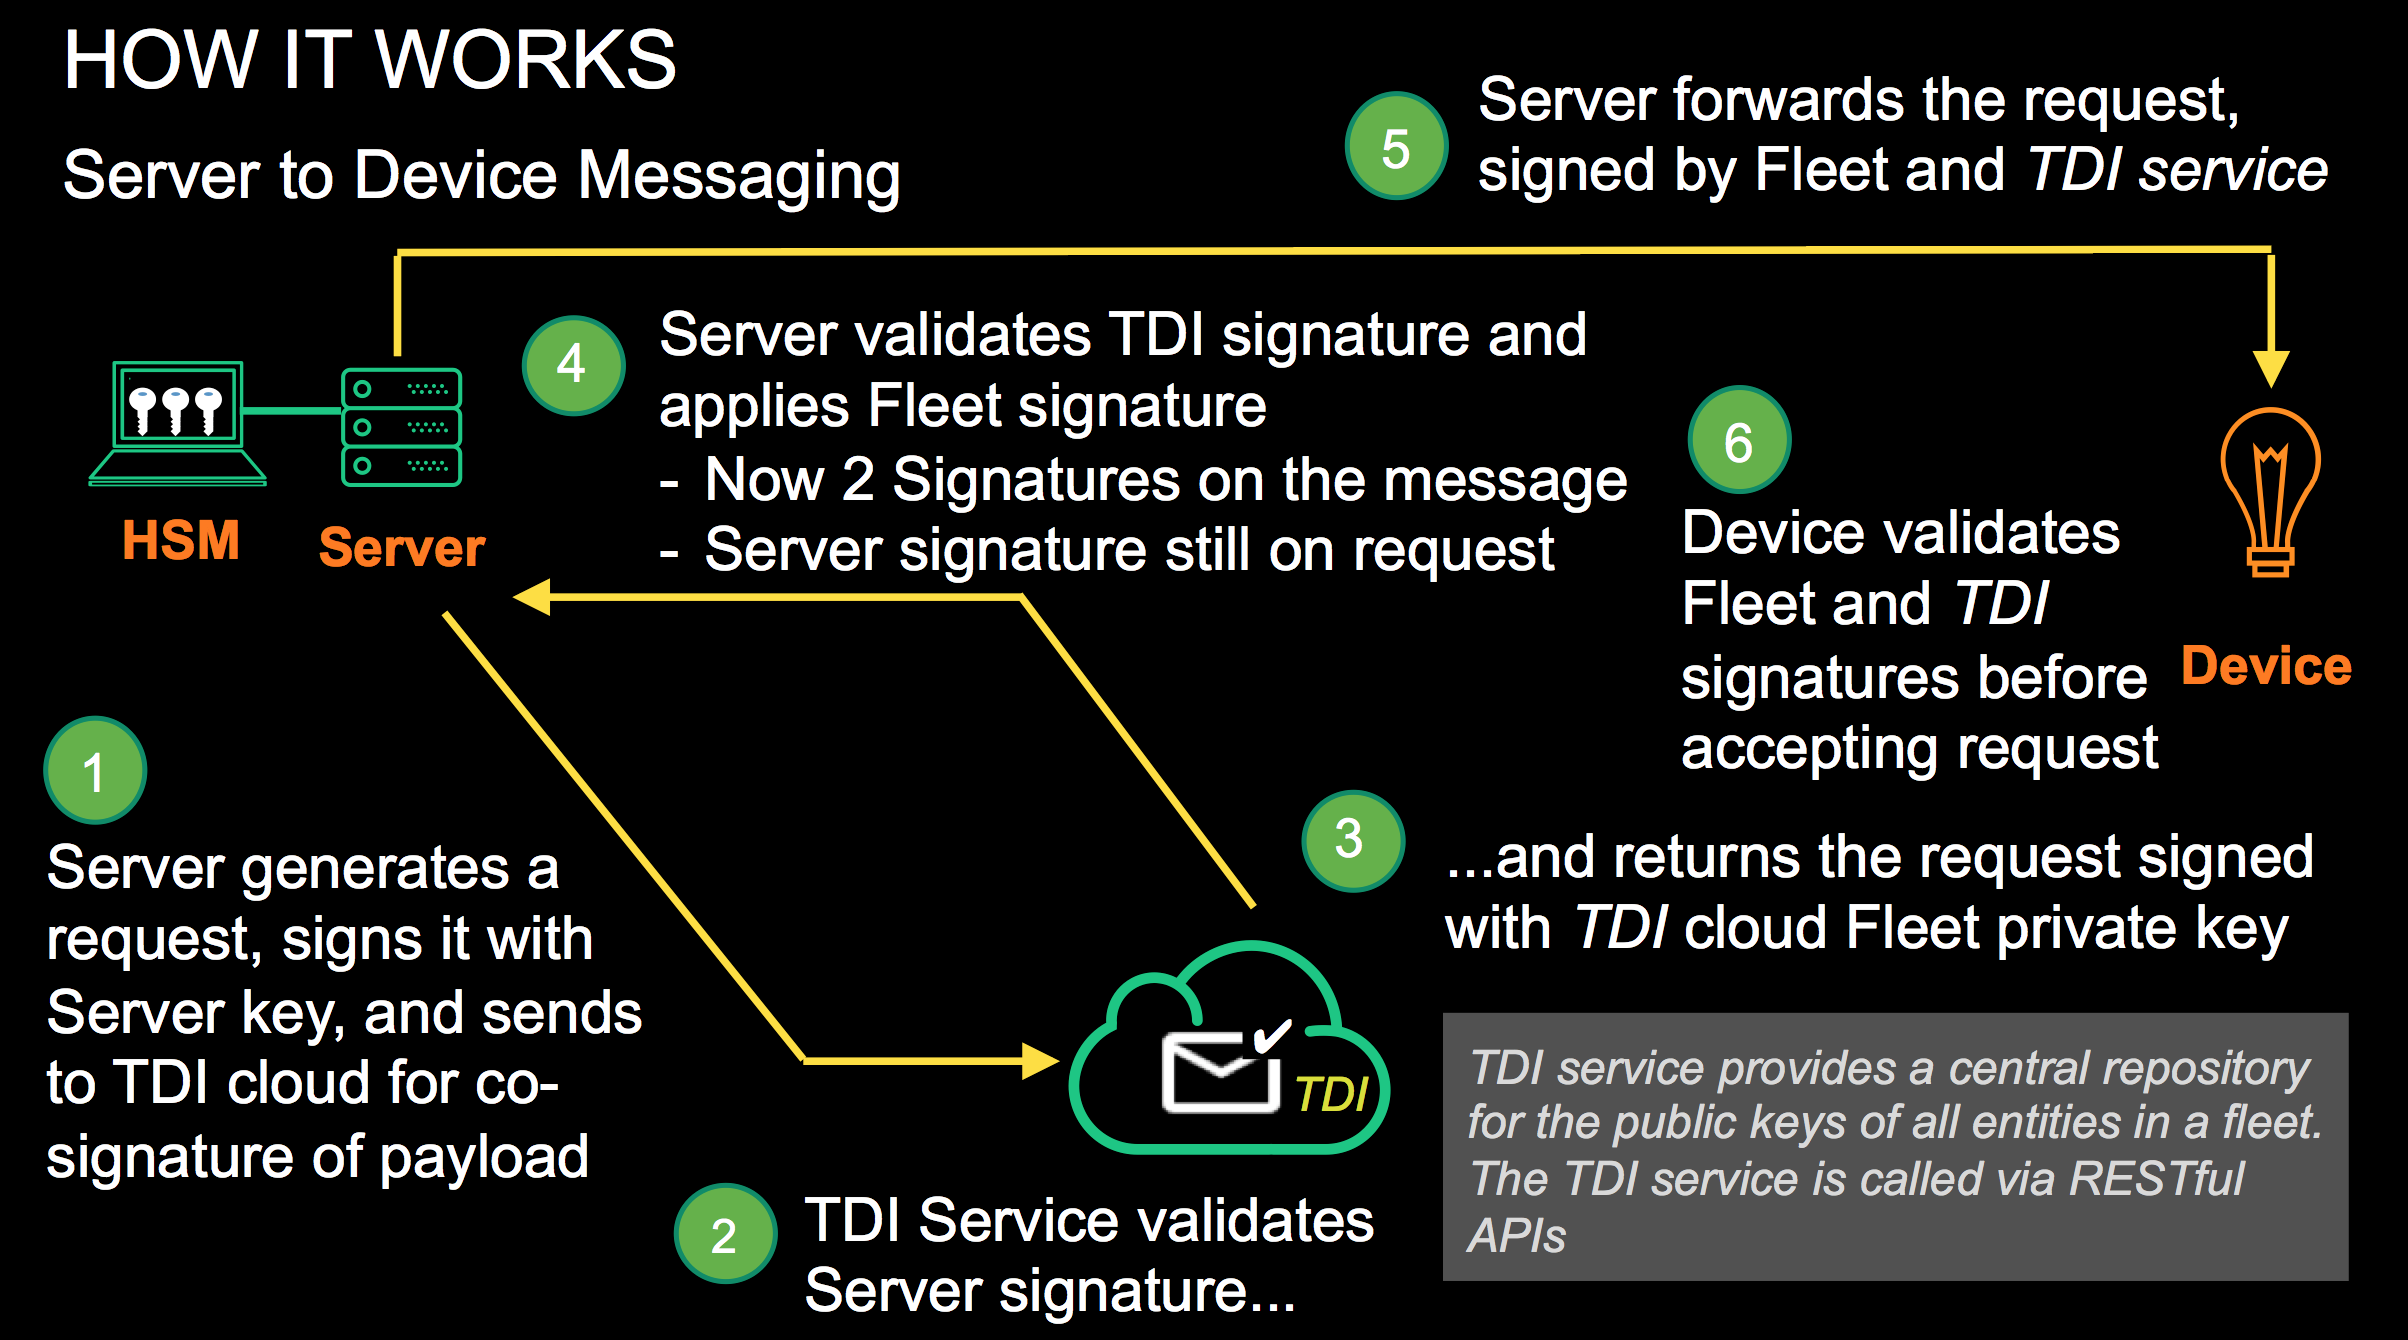 HOW IT WORKS
Server to Device Messaging
5
Server forwards the request,
signed by Fleet and TDI service
4
Server validates TDI signature and
applies Fleet signature
- Now 2 Signatures on the message
- Server signature still on request
HSM
Server
6
Device validates
Fleet and TDI
signatures before
accepting request
Device
1
Server generates a
request, signs it with
Server key, and sends
to TDI cloud for co-
signature of payload
3
...and returns the request signed
with TDI cloud Fleet private key
TDI
TDI service provides a central repository
for the public keys of all entities in a fleet.
The TDI service is called via RESTful
APIs
2
TDI Service validates
Server signature...